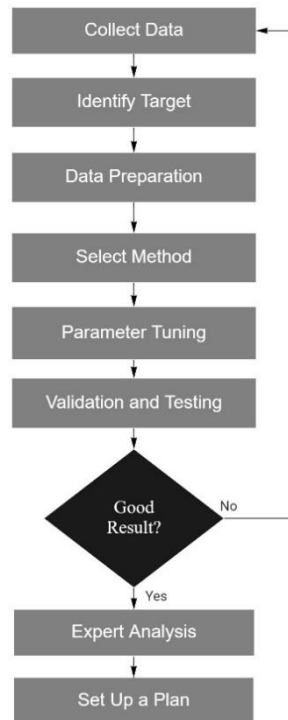 Collect Data
Identify Target
Data Preparation
Select Method
Parameter Tuning
Validation and Testing
Good
Result?
No
Yes
Expert Analysis
Set Up a Plan